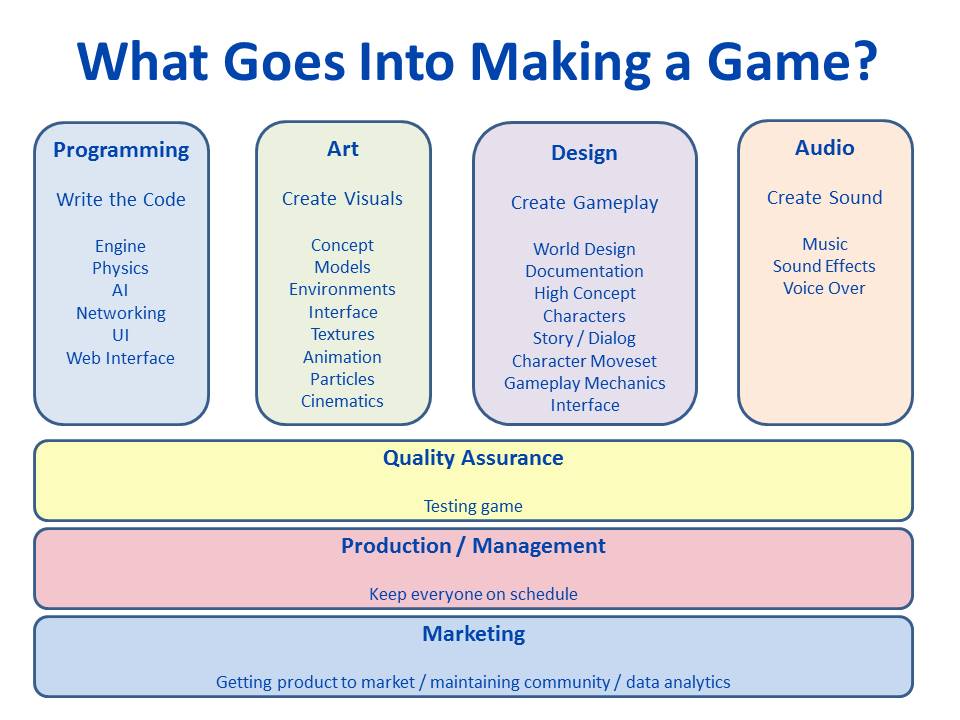 What Goes Into Making a Game?
Programming
Write the Code
Engine
Physics
AI
Networking
UI
Web Interface
Art
Create Visuals
Concept
Models
Environments
Interface
Textures
Animation
Particles
Cinematics
Design
Create Gameplay
World Design
Documentation
High Concept
Characters
Story / Dialog
Character Moveset
Gameplay Mechanics
Interface
Audio
Create Sound
Music
Sound Effects
Voice Over
Quality Assurance
Testing game
Production / Management
Keep everyone on schedule
Marketing
Getting product to market / maintaining community / data analytics